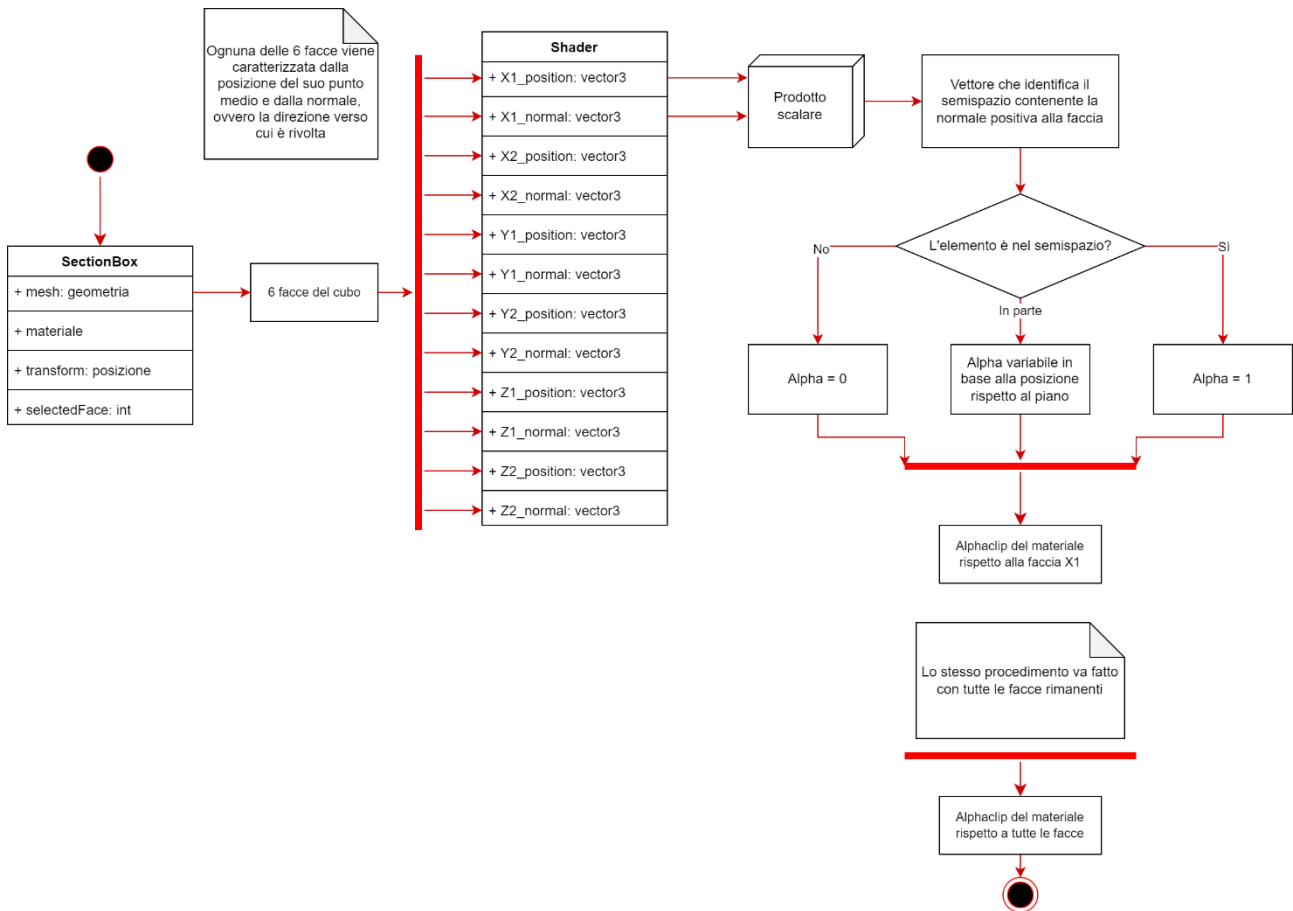 Ognuna delle 6 facce viene
caratterizzata dalla
posizione del suo punto
medio e dalla normale,
ovvero la direzione verso
cui è rivolta
SectionBox
+ mesh: geometria
+ materiale
+ transform: posizione
+ selectedFace: int
6 facce del cubo
Shader
+ X1_position: vector3
+ X1_normal: vector3
+ X2_position: vector3
+ X2_normal: vector3
+ Y1_position: vector3
+ Y1_normal: vector3
+ Y2_position: vector3
+ Y2_normal: vector3
+ Z1_position: vector3
+ Z1_normal: vector3
+ Z2_position: vector3
+ Z2_normal: vector3
Prodotto
scalare
Vettore che identifica il
semispazio contenente la
normale positiva alla faccia
L'elemento è nel semispazio?
No
Sì
In parte
Alpha = 0
Alpha variabile in
base alla posizione
rispetto al piano
Alpha = 1
Alphaclip del materiale
rispetto alla faccia X1
Lo stesso procedimento va fatto
con tutte le facce rimanenti
Alphaclip del materiale
rispetto a tutte le facce